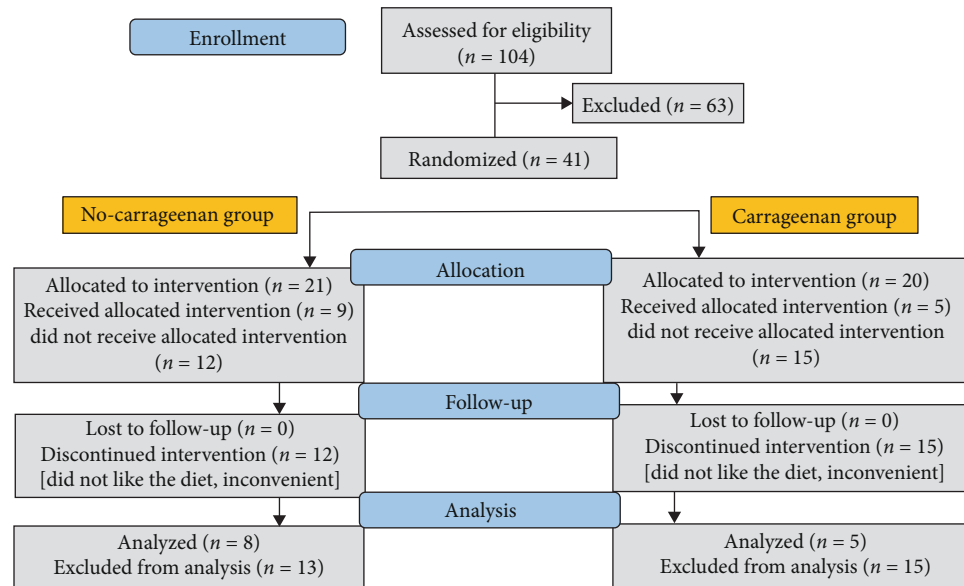 Enrollment
Assessed for eligibility
(n = 104)
Excluded (n = 63)
Randomized (n = 41)
No-carrageenan group
Carrageenan group
Allocation
Allocated to intervention (n = 21)
Received allocated intervention (n = 9)
did not receive allocated intervention
(n = 12)
Allocated to intervention (n = 20)
Received allocated intervention (n = 5)
did not receive allocated intervention
(n = 15)
Follow-up
Lost to follow-up (n = 0)
Discontinued intervention (n = 12)
[did not like the diet, inconvenient]
Lost to follow-up (n = 0)
Discontinued intervention (n = 15)
[did not like the diet, inconvenient]
Analysis
Analyzed (n = 8)
Excluded from analysis (n = 13)
Analyzed (n = 5)
Excluded from analysis (n = 15)